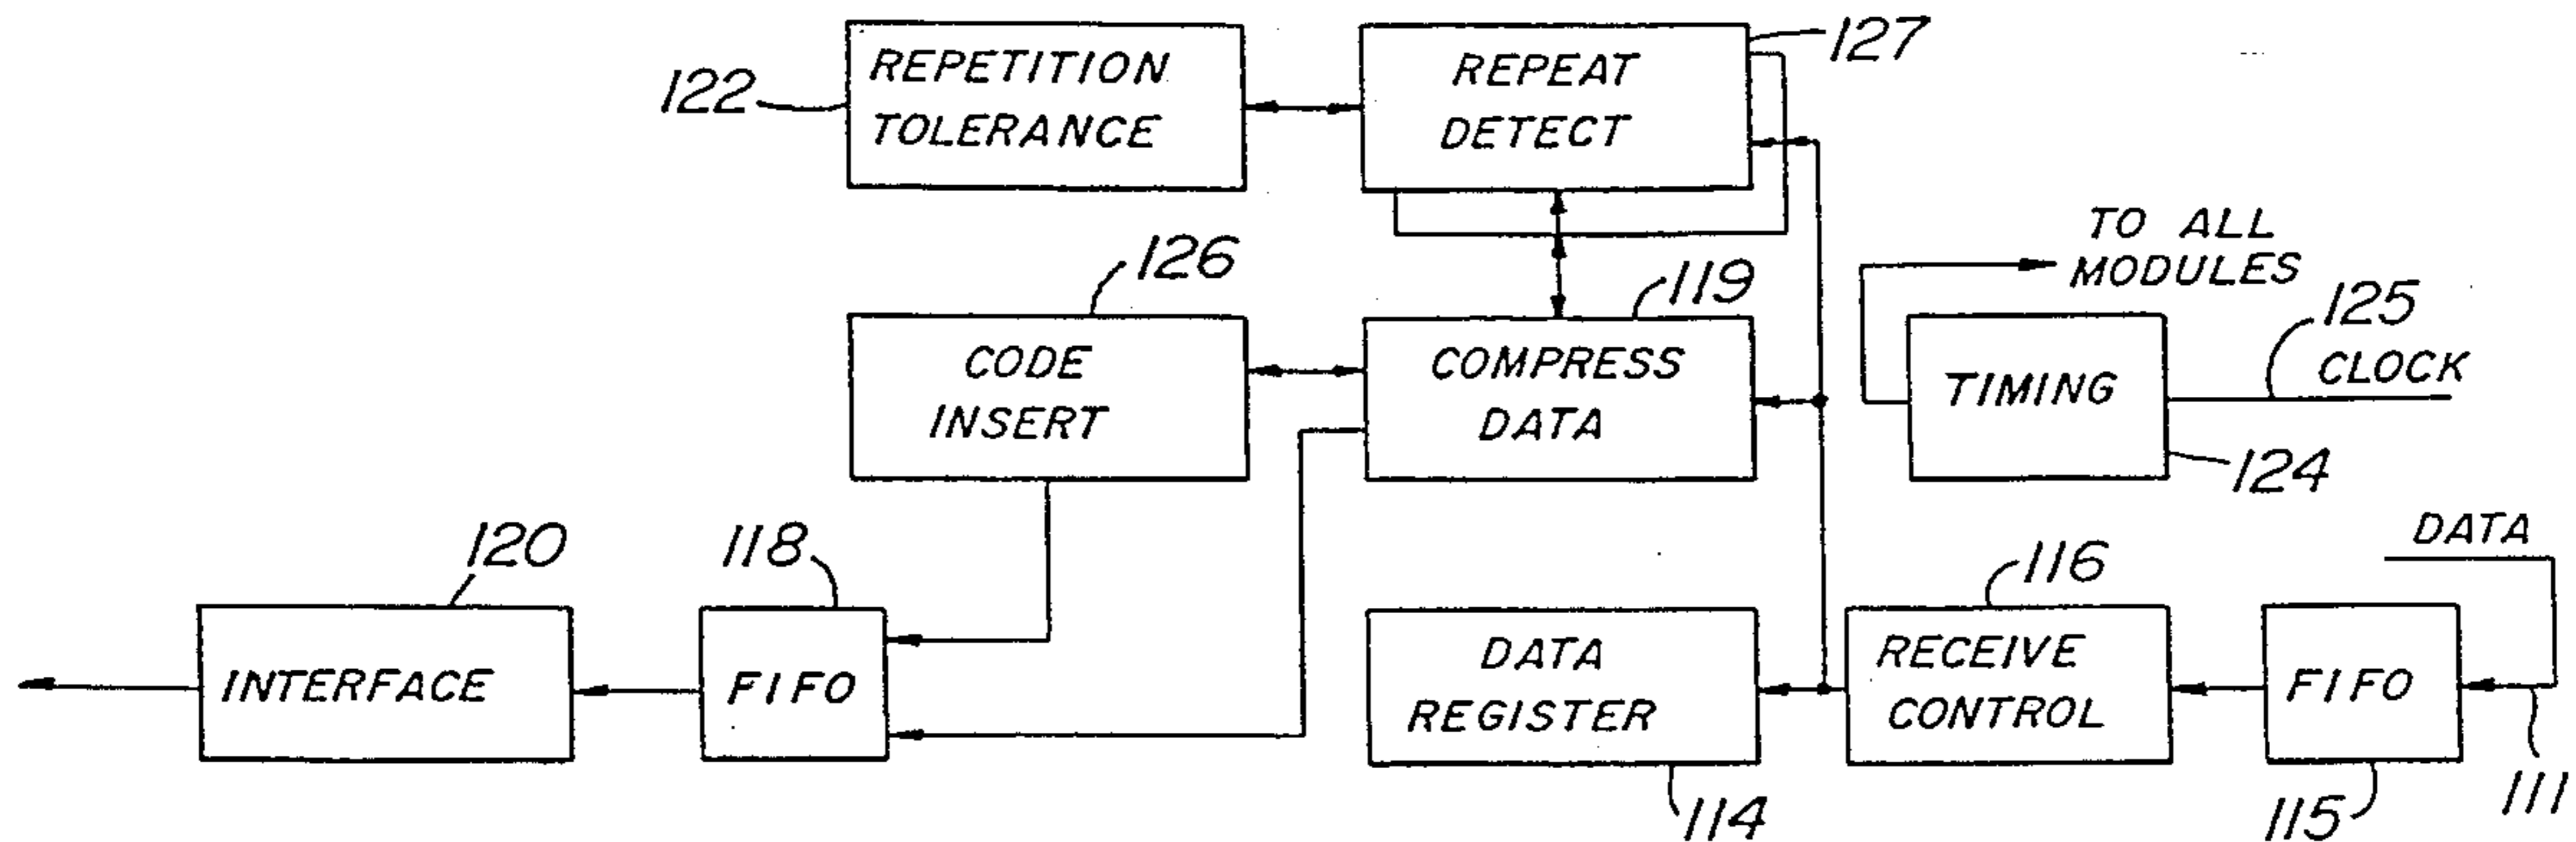 127
REPETITION
TOLERANCE
122
REPEAT
DETECT
TO ALL
MODULES
126
119
125
CLOCK
CODE
INSERT
COMPRESS
DATA
TIMING
124
120
118
116
DATA
INTERFACE
FIFO
DATA
REGISTER
RECEIVE
CONTROL
FIFO
114
115
111